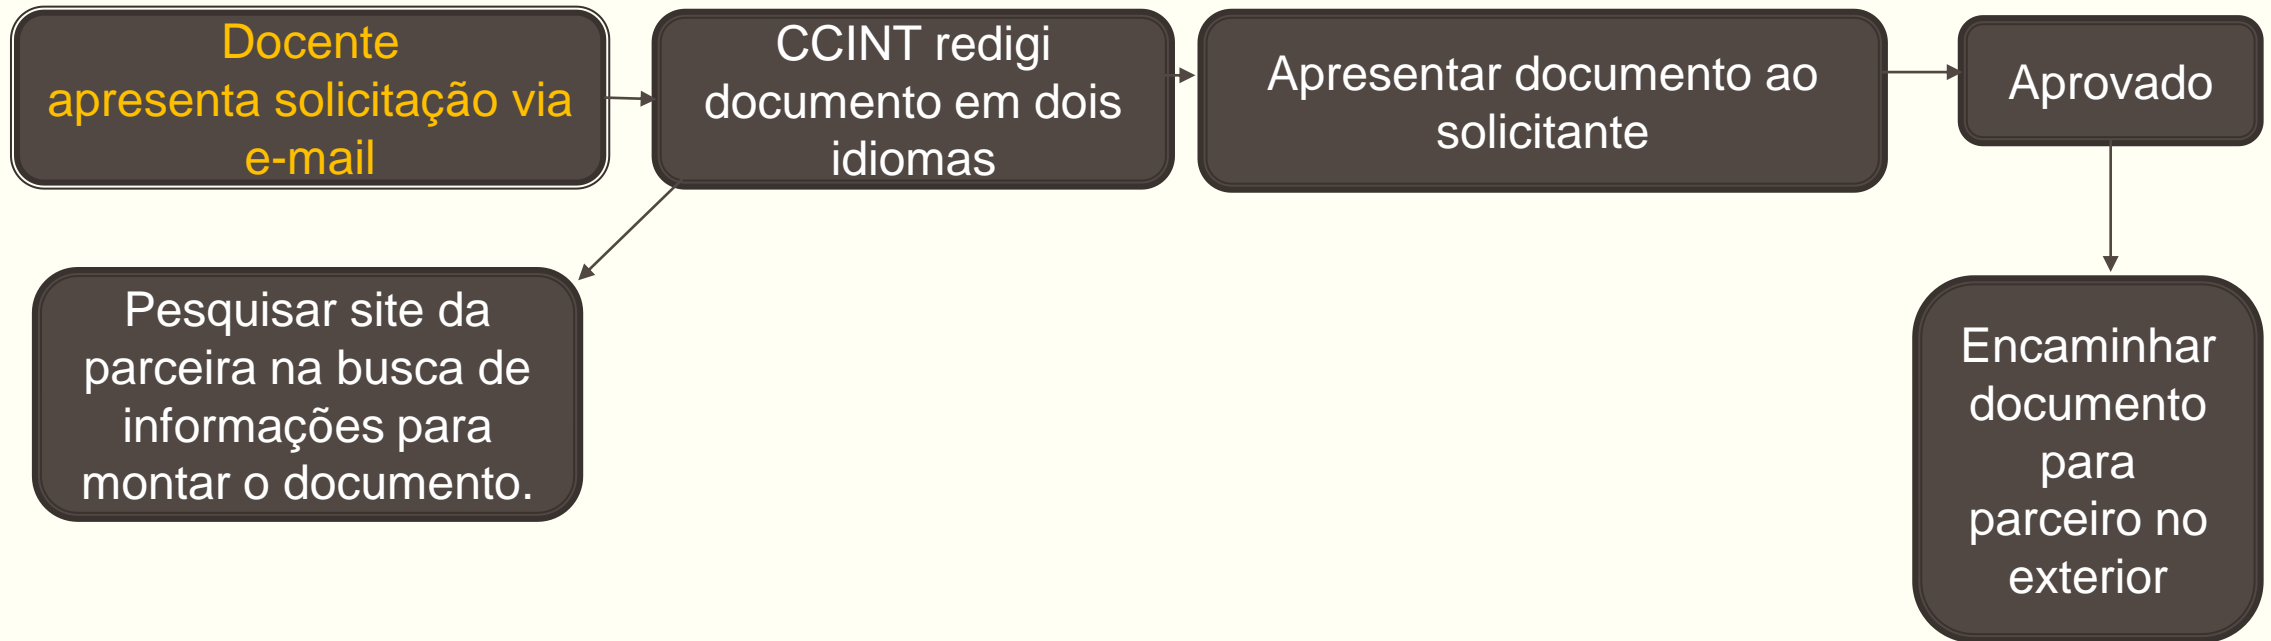 Docente
apresenta solicitação via
e-mail
CCINT redigi
documento em dois
idiomas
Apresentar documento ao
solicitante
Aprovado
Pesquisar site da
parceira na busca de
informações para
montar o documento.
Encaminhar
documento
para
parceiro no
exterior